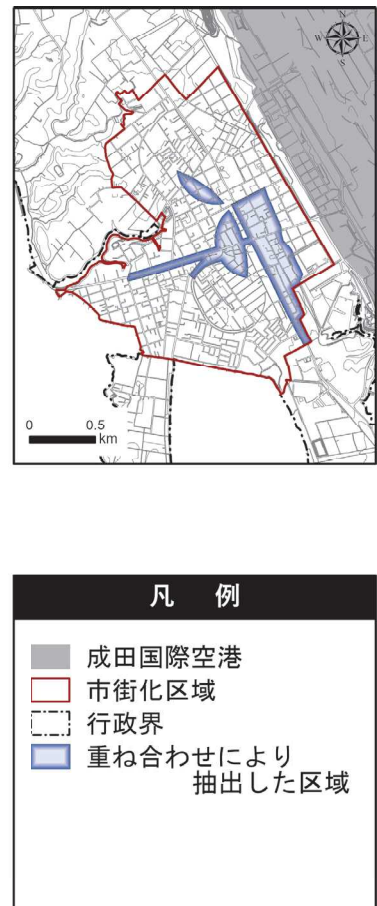 N
W
E
S
0
0.5
km
凡 例
成田国際空港
市街化区域
行政界
重ね合わせにより
抽出した区域